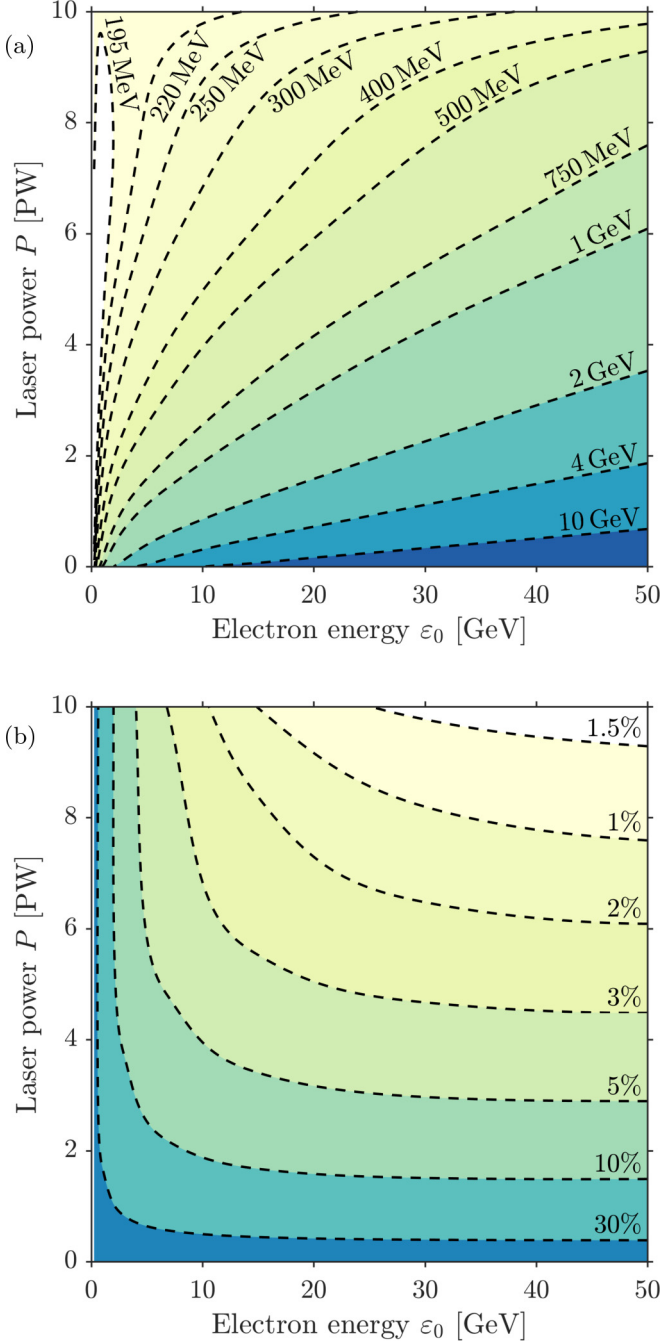 (a)
10
8
6
4
2
0
Laser power P [PW]
195 MeV
220 MeV
250 MeV
300 MeV
400 MeV
500 MeV
750 MeV
1 GeV
2 GeV
4 GeV
10 GeV
0 10 20 30 40 50
Electron energy ε₀ [GeV]
(b)
10
8
6
4
2
0
Laser power P [PW]
1.5%
1%
2%
3%
5%
10%
30%
0 10 20 30 40 50
Electron energy ε₀ [GeV]